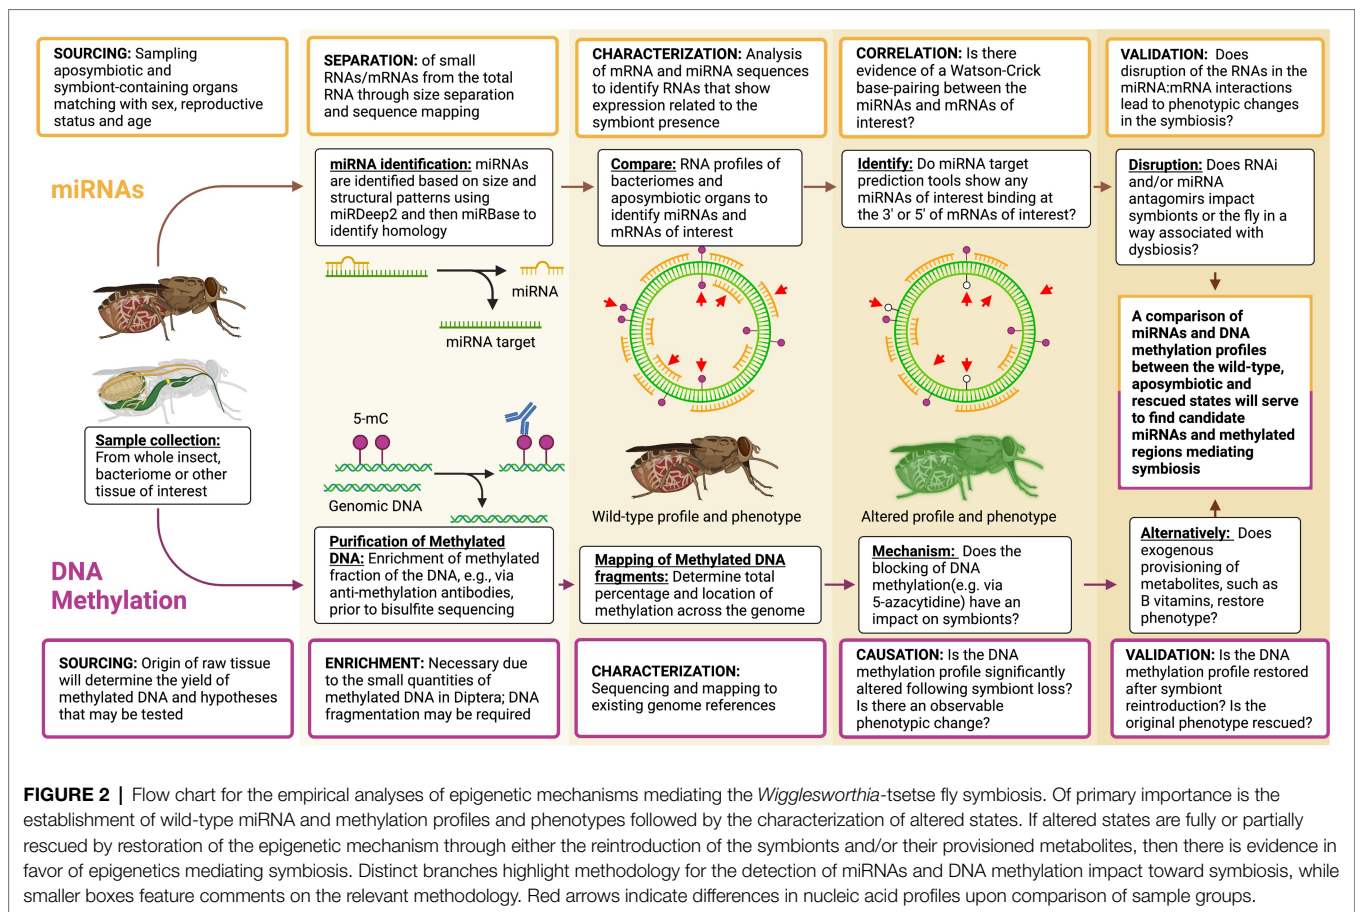 SOURCING: Sampling
aposymbiotic and
symbiont-containing organs
matching with sex, reproductive
status and age
SEPARATION: of small
RNAs/mRNAs from the total
RNA through size separation
and sequence mapping
CHARACTERIZATION: Analysis
of mRNA and miRNA sequences
to identify RNAs that show
expression related to the
symbiont presence
CORRELATION: Is there
evidence of a Watson-Crick
base-pairing between the
miRNAs and mRNAs of
interest?
VALIDATION: Does
disruption of the RNAs in the
miRNA:mRNA interactions
lead to phenotypic changes
in the symbiosis?
miRNAs
miRNA identification: miRNAs
are identified based on size and
structural patterns using
miRDeep2 and then miRBase to
identify homology
Compare: RNA profiles of
bacteriomes and
aposymbiotic organs to
identify miRNAs and
mRNAs of interest
Identify: Do miRNA target
prediction tools show any
miRNAs of interest binding at
the 3' or 5' of mRNAs of interest?
Disruption: Does RNAi
and/or miRNA
antagomirs impact
symbionts or the fly in a
way associated with
dysbiosis?
miRNA
miRNA target
A comparison of
miRNAs and DNA
methylation profiles
between the wild-type,
aposymbiotic and
rescued states will serve
to find candidate
miRNAs and methylated
regions mediating
symbiosis
Sample collection:
From whole insect,
bacteriome or other
tissue of interest
5-mC
Genomic DNA
Wild-type profile and phenotype
Altered profile and phenotype
DNA
Methylation
Purification of Methylated
DNA: Enrichment of methylated
fraction of the DNA, e.g., via
anti-methylation antibodies,
prior to bisulfite sequencing
Mapping of Methylated DNA
fragments: Determine total
percentage and location of
methylation across the genome
Mechanism: Does the
blocking of DNA
methylation(e.g. via
5-azacytidine) have an
impact on symbionts?
Alternatively: Does
exogenous
provisioning of
metabolites, such as
B vitamins, restore
phenotype?
SOURCING: Origin of raw tissue
will determine the yield of
methylated DNA and hypotheses
that may be tested
ENRICHMENT: Necessary due
to the small quantities of
methylated DNA in Diptera; DNA
fragmentation may be required
CHARACTERIZATION:
Sequencing and mapping to
existing genome references
CAUSATION: Is the DNA
methylation profile significantly
altered following symbiont loss?
Is there an observable
phenotypic change?
VALIDATION: Is the DNA
methylation profile restored
after symbiont
reintroduction? Is the
original phenotype rescued?
FIGURE 2 | Flow chart for the empirical analyses of epigenetic mechanisms mediating the Wigglesworthia-tsetse fly symbiosis. Of primary importance is the
establishment of wild-type miRNA and methylation profiles and phenotypes followed by the characterization of altered states. If altered states are fully or partially
rescued by restoration of the epigenetic mechanism through either the reintroduction of the symbionts and/or their provisioned metabolites, then there is evidence in
favor of epigenetics mediating symbiosis. Distinct branches highlight methodology for the detection of miRNAs and DNA methylation impact toward symbiosis, while
smaller boxes feature comments on the relevant methodology. Red arrows indicate differences in nucleic acid profiles upon comparison of sample groups.